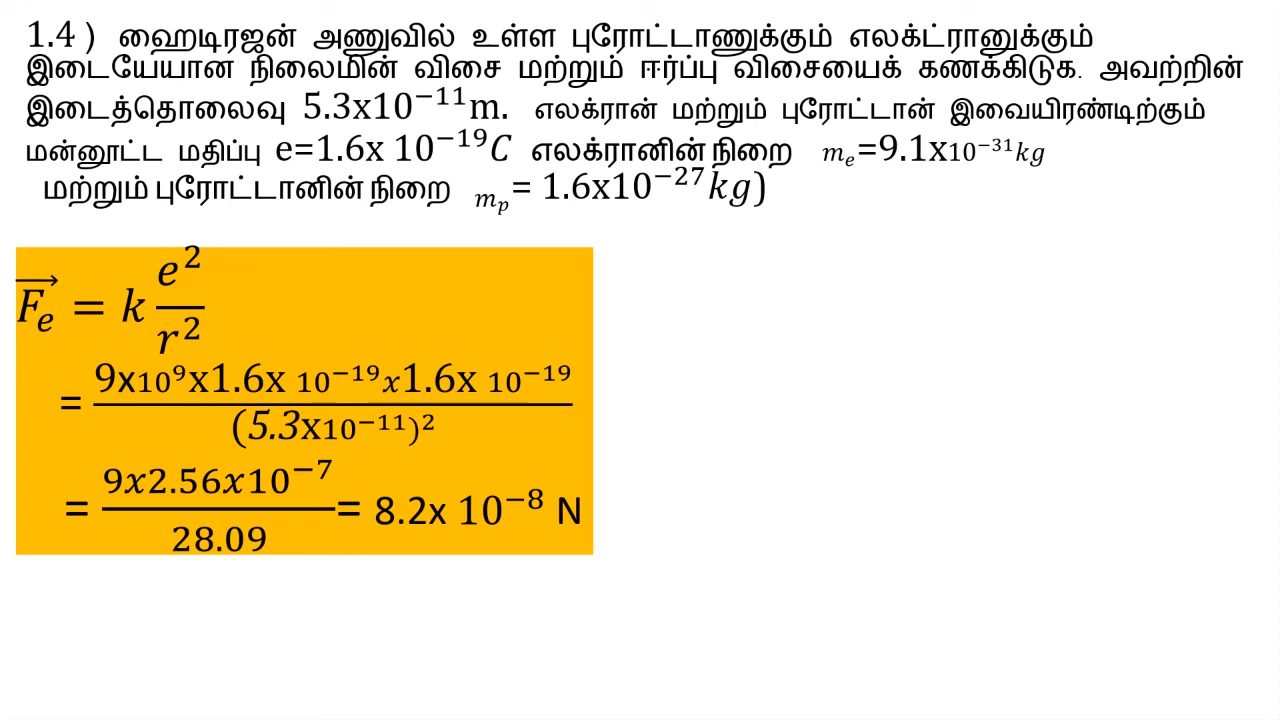 1.4 ) ஹைடிரஜன் அணுவில் உள்ள புரோட்டாணுக்கும் எலக்ட்ரானுக்கும்
இடையேயான நிலைமின் விசை மற்றும் ஈர்ப்பு விசையைக் கணக்கிடுக. அவற்றின்
இடைத்தொலைவு 5.3x10⁻¹¹m. எலக்ரான் மற்றும் புரோட்டான் இவையிரண்டிற்கும்
மன்னூட்ட மதிப்பு e=1.6x 10⁻¹⁹C எலக்ரானின் நிறை mₑ=9.1x10⁻³¹kg
மற்றும் புரோட்டானின் நிறை mₚ= 1.6x10⁻²⁷kg)
F⃗ₑ = k e²/r²
= 9x10⁹x1.6x 10⁻¹⁹x1.6x 10⁻¹⁹/(5.3x10⁻¹¹)²
= 9x2.56x10⁻⁷/28.09 = 8.2x 10⁻⁸ N